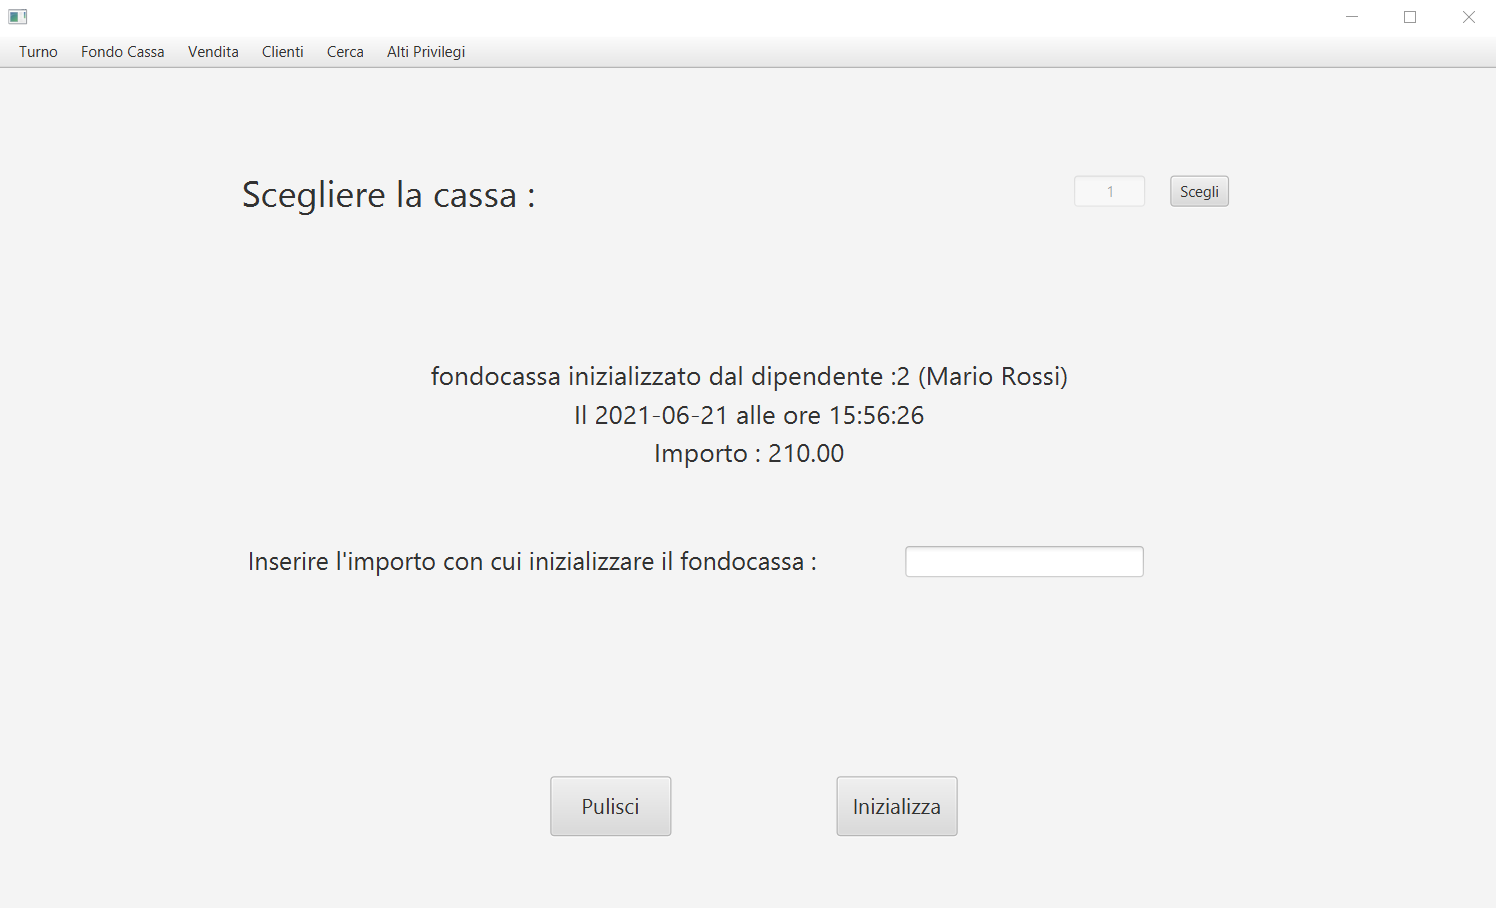 Turno Fondo Cassa Vendita Clienti Cerca Alti Privilegi
Scegliere la cassa : 1 Scegli
fondocassa inizializzato dal dipendente :2 (Mario Rossi)
Il 2021-06-21 alle ore 15:56:26
Importo : 210.00
Inserire l'importo con cui inizializzare il fondocassa :
Pulisci Inizializza